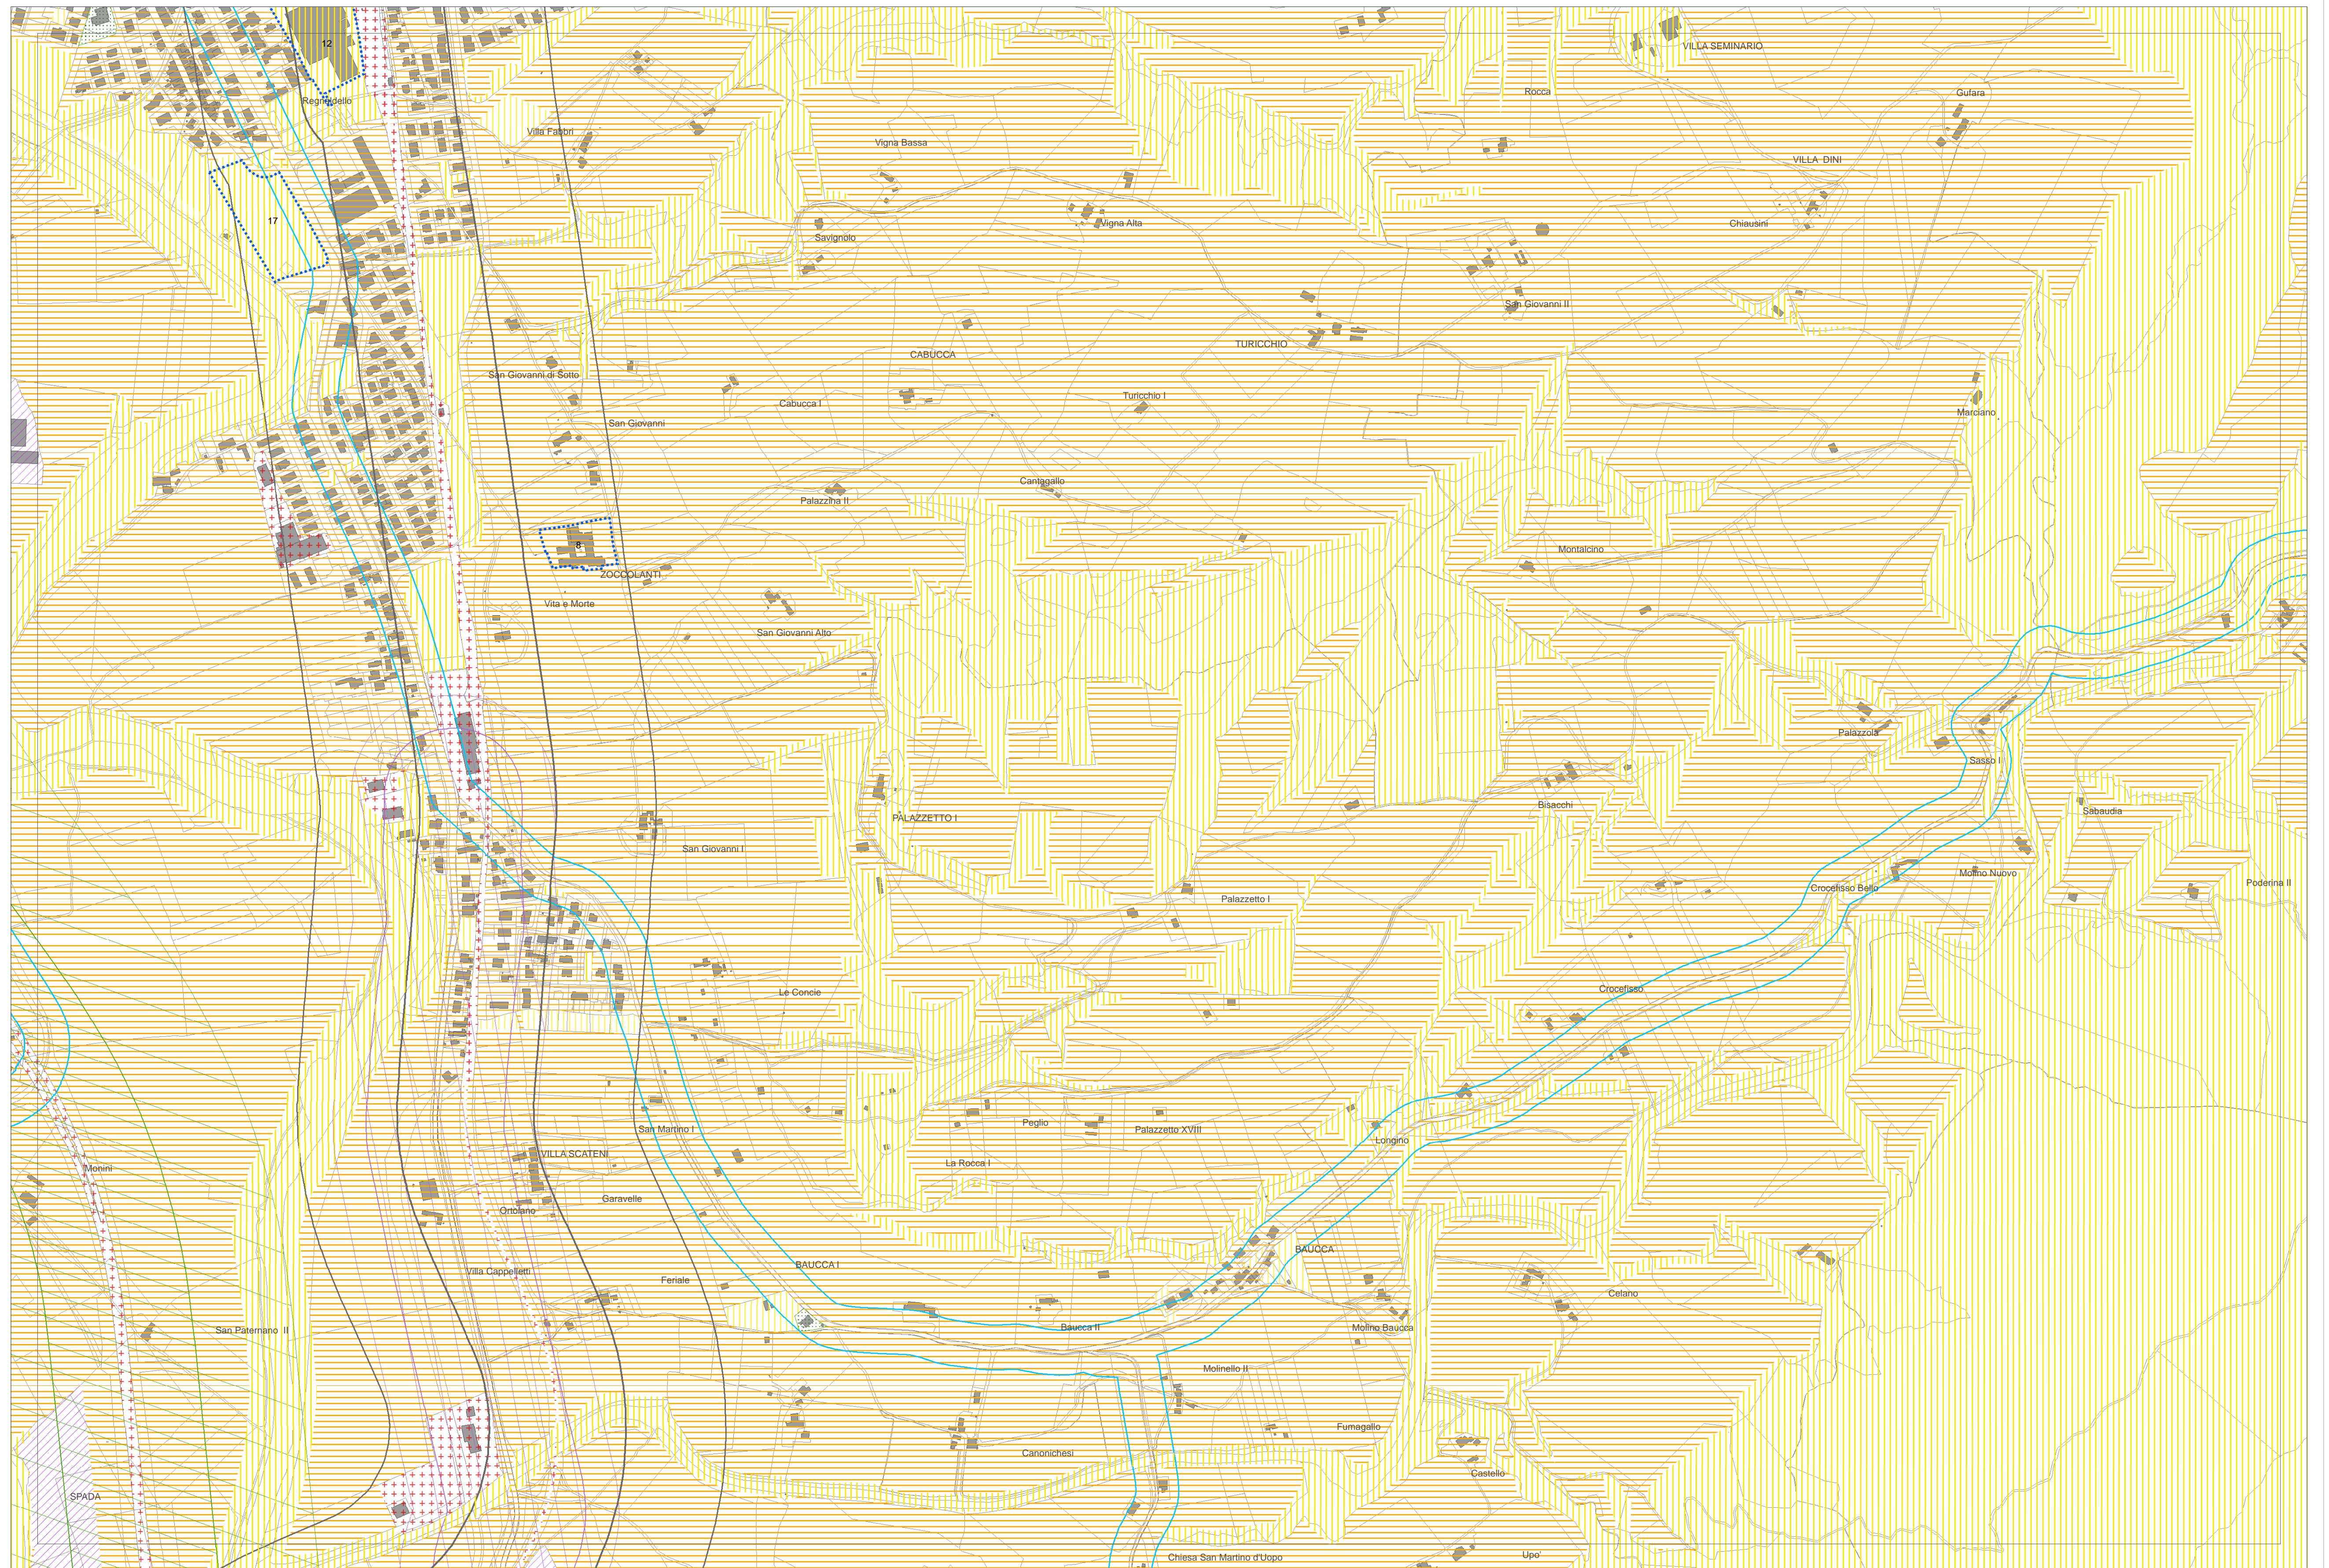 12
VILLA SEMINARIO
Rocca
Gufara
Regnidello
Villa Fabbri
Vigna Bassa
VILLA DINI
17
Vigna Alta
Chiausini
Savignolo
San Giovanni II
TURICCHIO
CABUCCA
San Giovanni di Sotto
Turicchio I
Cabucca I
Marciano
San Giovanni
Cantagallo
Palazzina II
8
Montalcino
ZOCCOLANTI
Vita e Morte
San Giovanni Alto
Palazzola
Sasso I
Bisacchi
Sabaudia
PALAZZETTO I
San Giovanni I
Molino Nuovo
Poderina II
Crocefisso Bello
Palazzetto I
Crocefisso
Le Concie
Peglio
San Martino I
Palazzetto XVIII
Longino
VILLA SCATENI
La Rocca I
Monini
Garavelle
Ortolano
BAUCCA
BAUCCA I
Villa Cappelletti
Feriale
Celano
San Paternano II
Baucca II
Molino Baucca
Molinello II
Fumagallo
Canonichesi
Castello
SPADA
Upo'
Chiesa San Martino d'Uopo